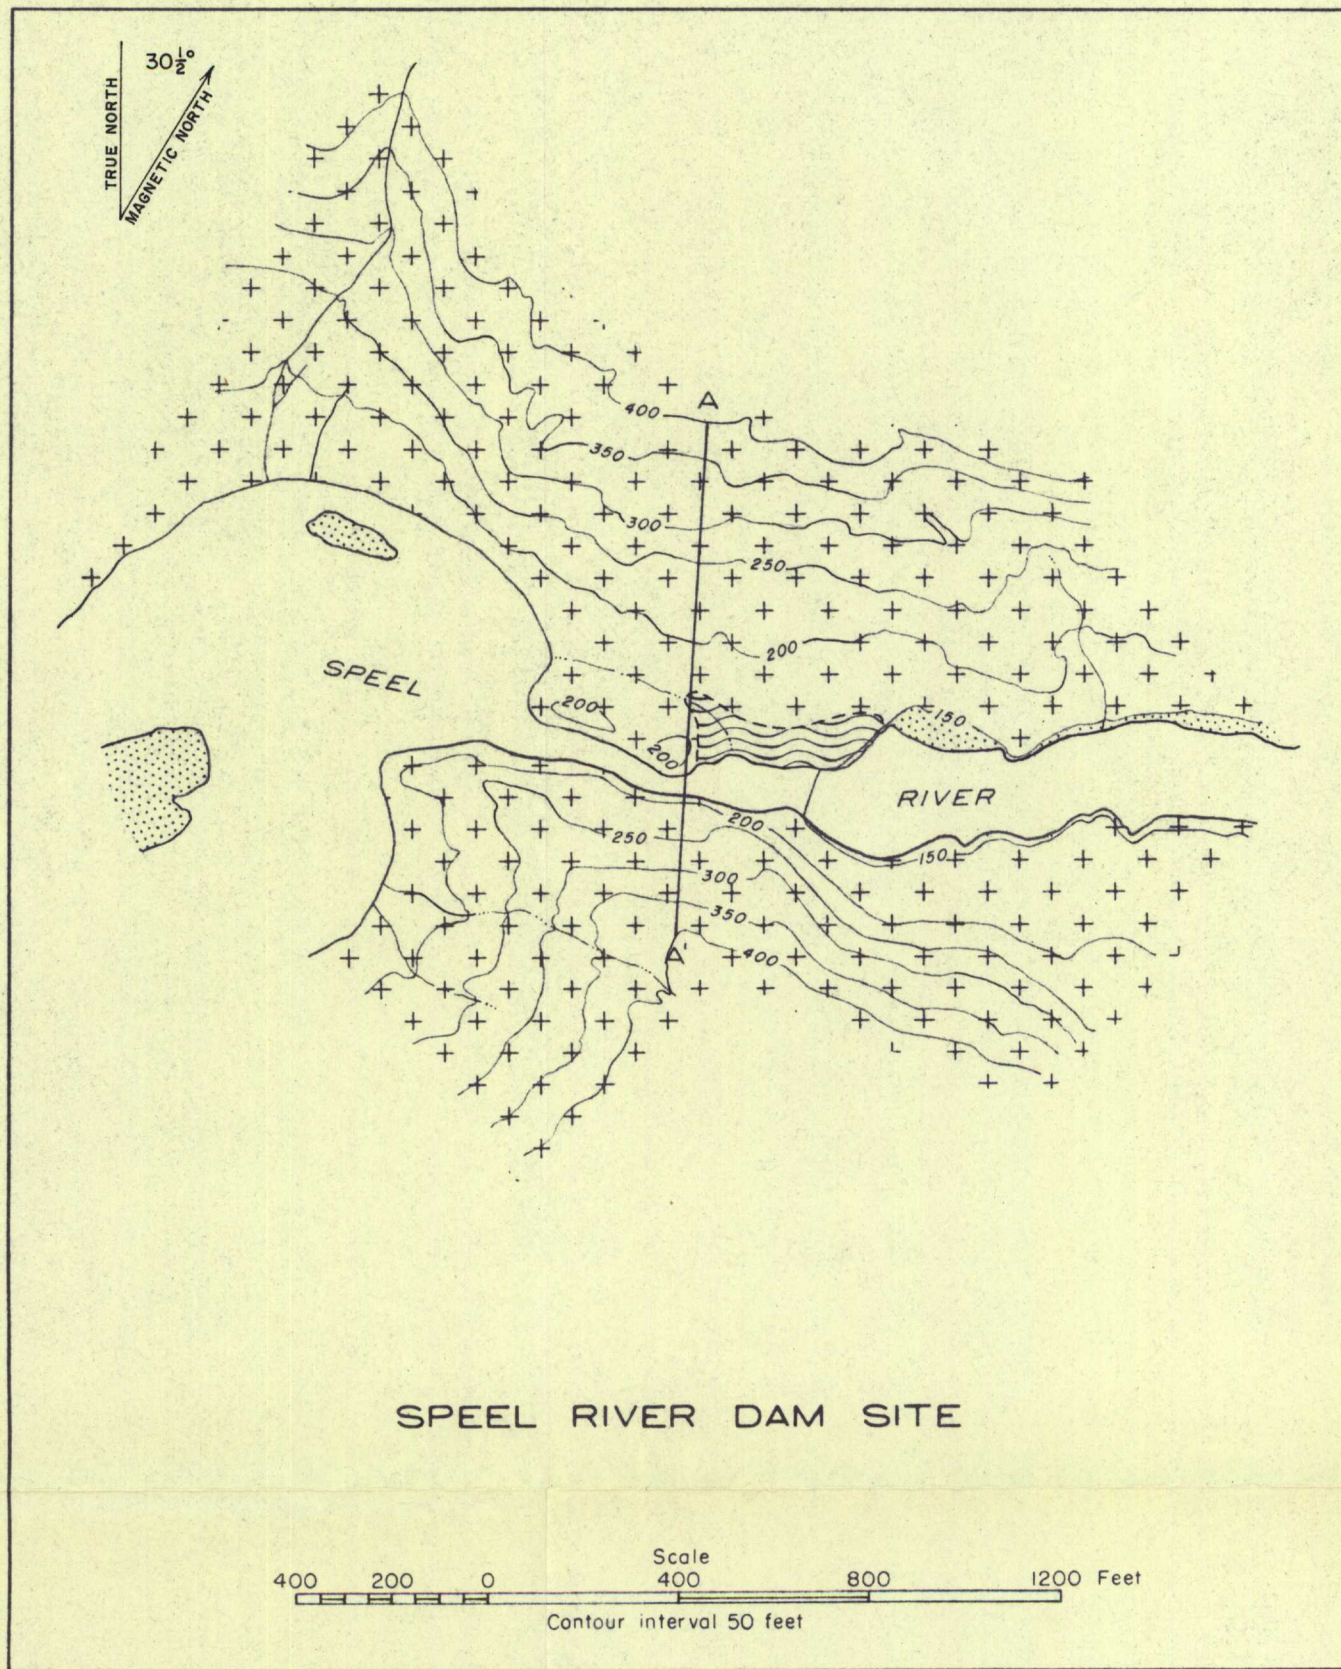 30½°
TRUE NORTH
MAGNETIC NORTH
A
400
350
300
250
200
SPEEL
200
150
200
RIVER
200
250
150
300
350
A'
400
SPEEL RIVER DAM SITE
Scale
400 200 0 400 800 1200 Feet
Contour interval 50 feet